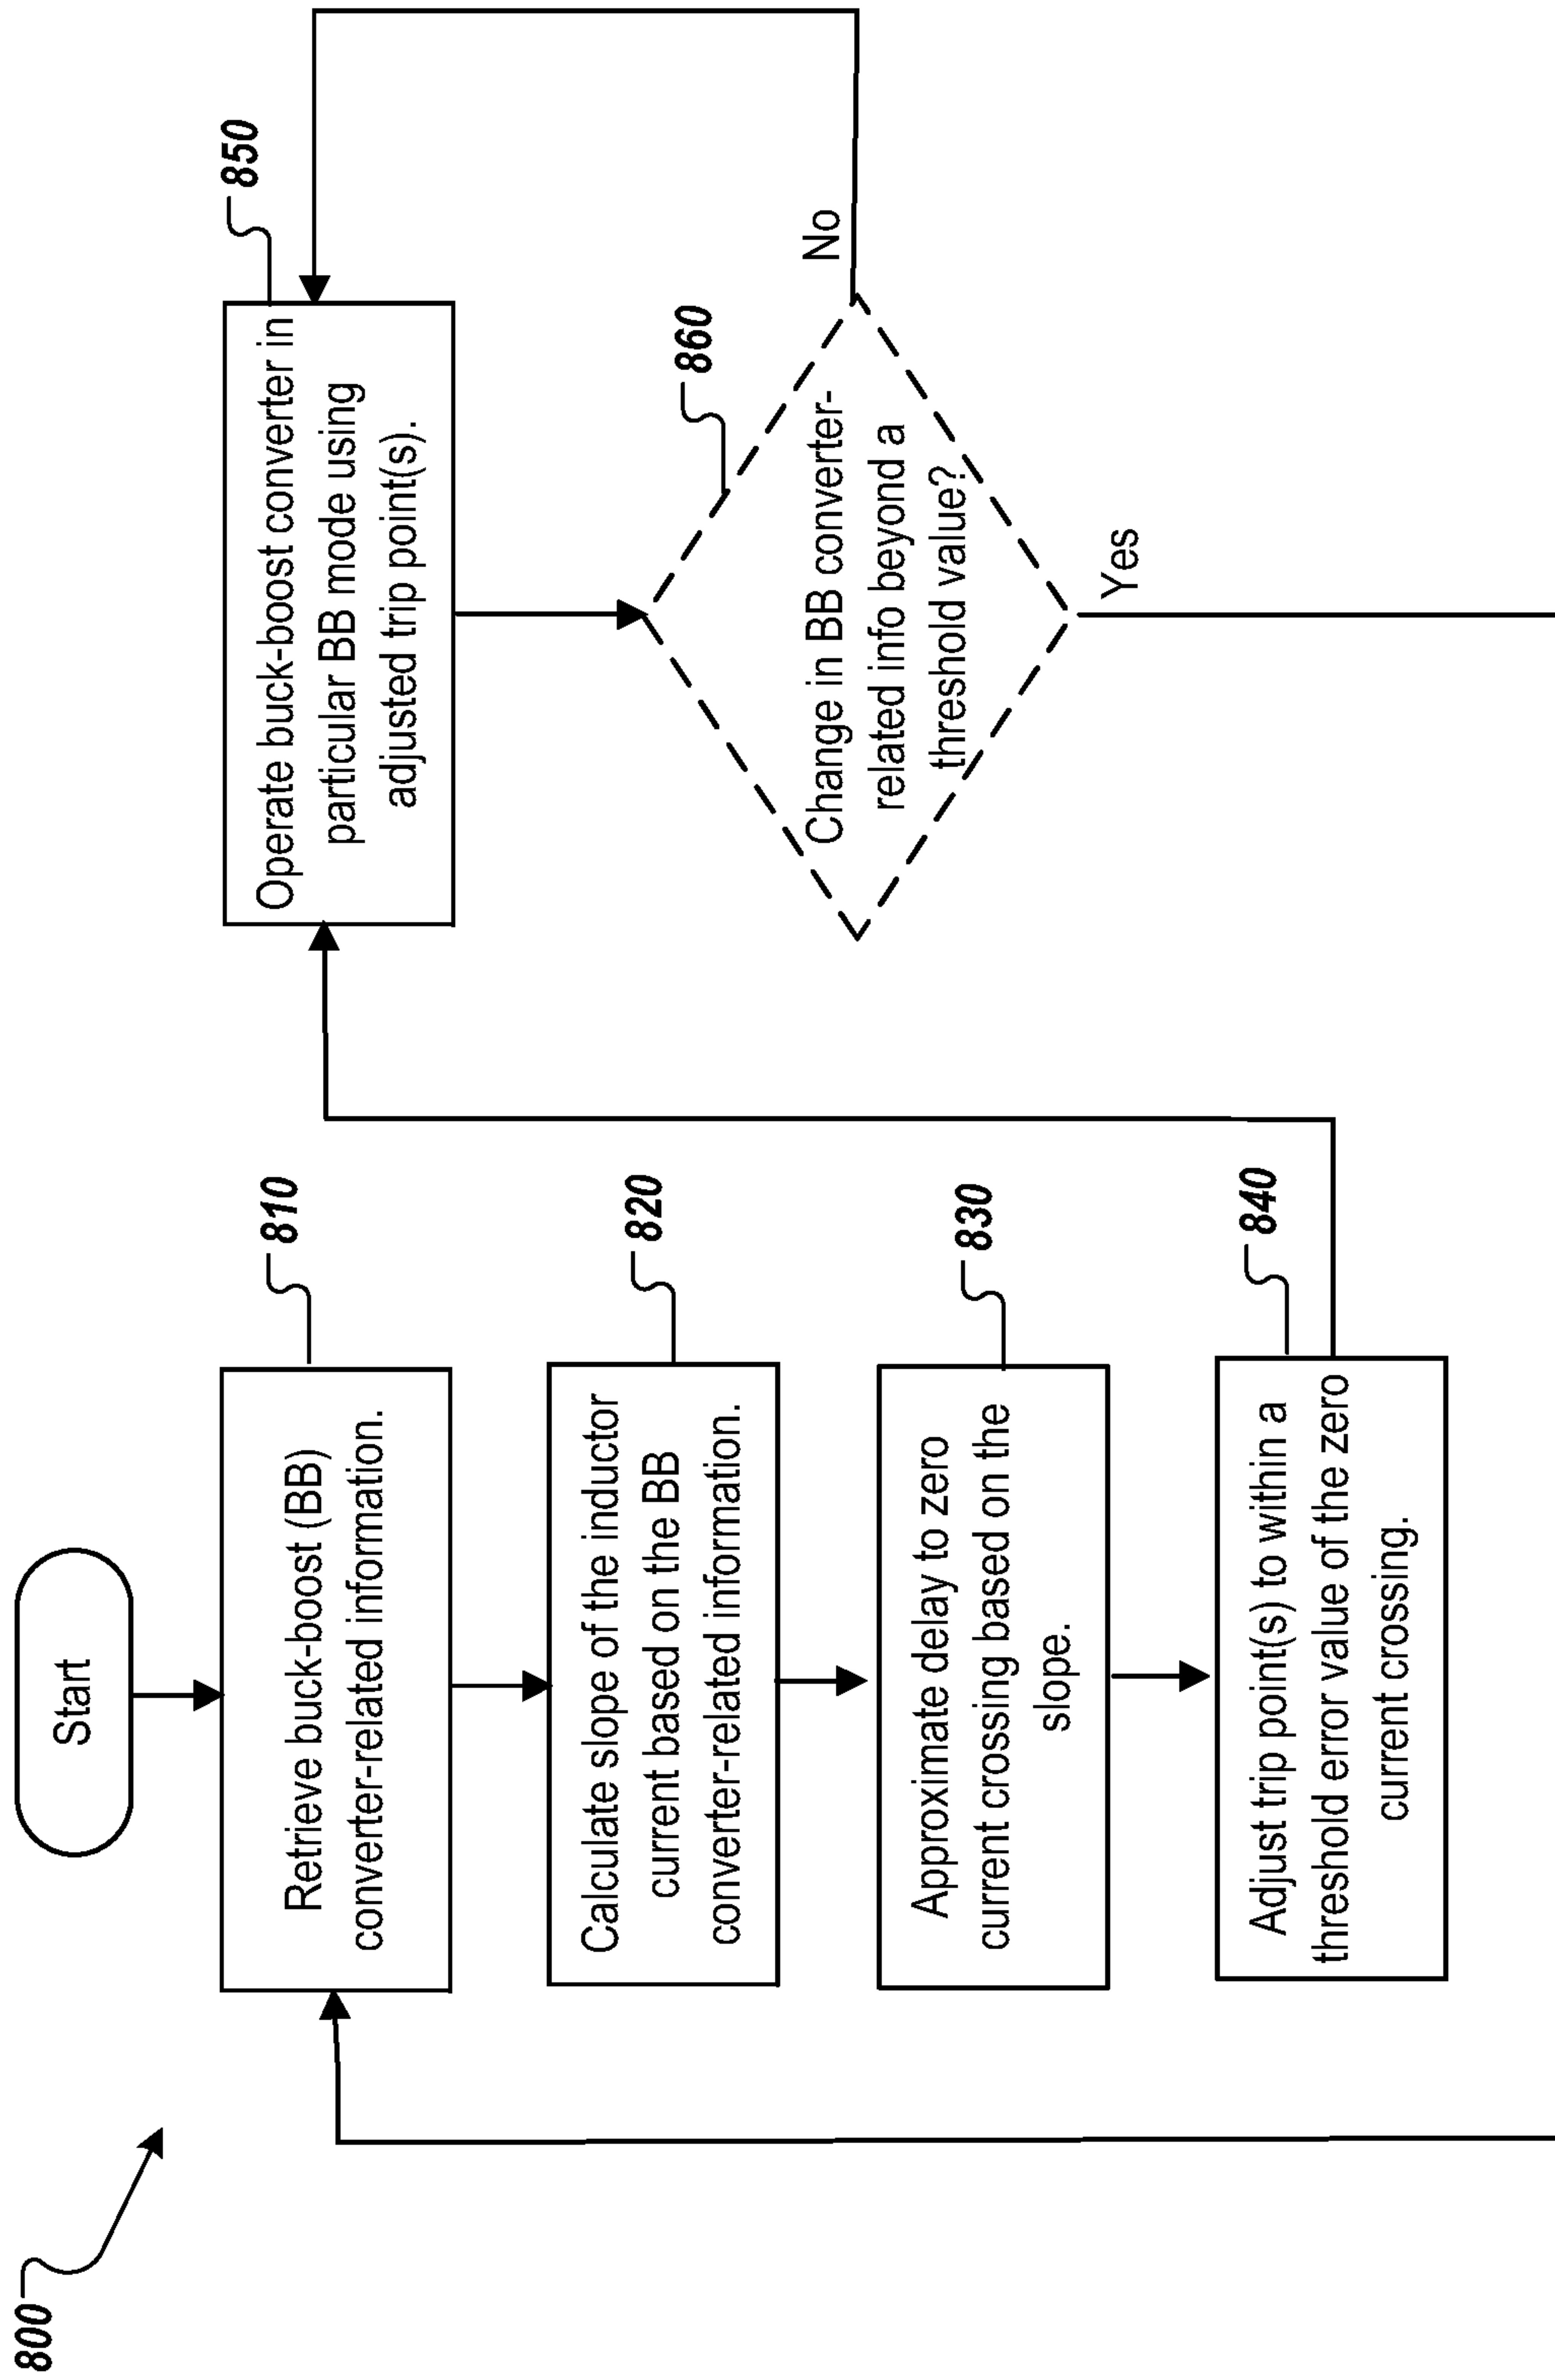 800
Start
810
Retrieve buck-boost (BB)
converter-related information.
820
Calculate slope of the inductor
current based on the BB
converter-related information.
830
Approximate delay to zero
current crossing based on the
slope.
840
Adjust trip point(s) to within a
threshold error value of the zero
current crossing.
850
Operate buck-boost converter in
particular BB mode using
adjusted trip point(s).
860
Change in BB converter-
related info beyond a
threshold value?
No
Yes